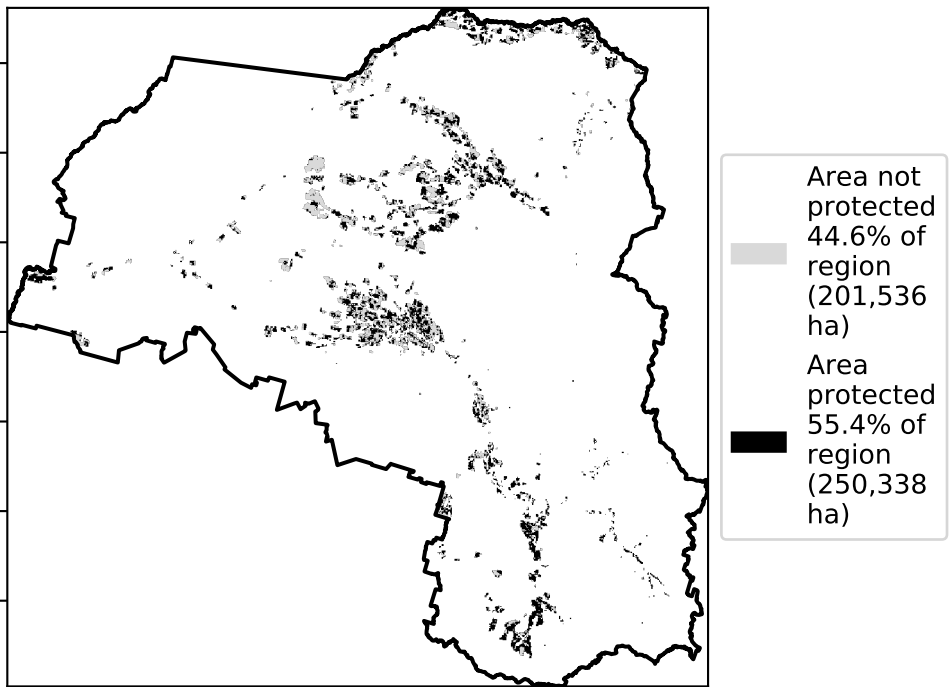 Area not
protected
44.6% of
region
(201,536
ha)
Area
protected
55.4% of
region
(250,338
ha)